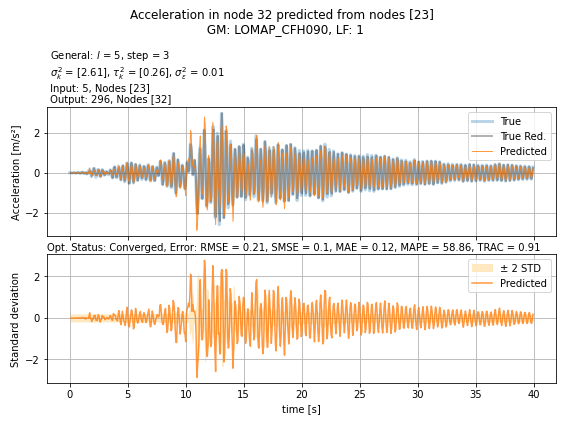 Acceleration in node 32 predicted from nodes [23]
GM: LOMAP_CFH090, LF: 1
General: l = 5, step = 3
σ²ₖ = [2.61], τ²ₖ = [0.26], σ²ε = 0.01
Input: 5, Nodes [23]
Output: 296, Nodes [32]
Acceleration [m/s²]
2
0
−2
True
True Red.
Predicted
Opt. Status: Converged, Error: RMSE = 0.21, SMSE = 0.1, MAE = 0.12, MAPE = 58.86, TRAC = 0.91
Standard deviation
2
0
−2
± 2 STD
Predicted
0 5 10 15 20 25 30 35 40
time [s]